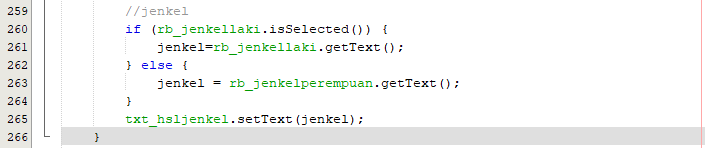 259 //jenkel
260 if (rb_jenkellaki.isSelected()) {
261 jenkel=rb_jenkellaki.getText();
262 } else {
263 jenkel = rb_jenkelperempuan.getText();
264 }
265 txt_hsljenkel.setText(jenkel);
266 }